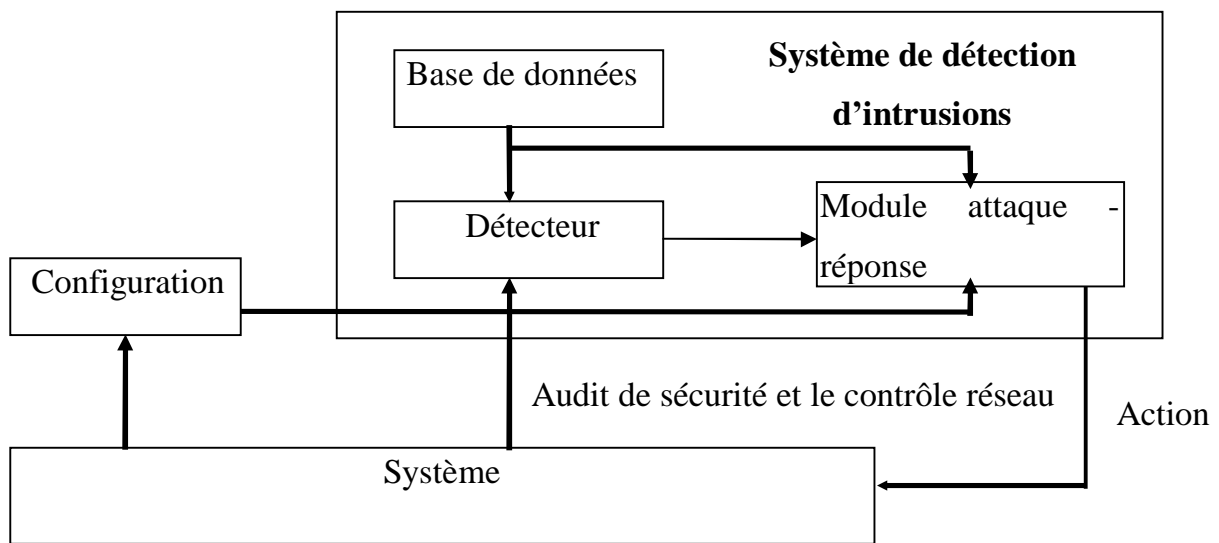 Base de données
Système de détection
d’intrusions
Module attaque -
réponse
Détecteur
Configuration
Audit de sécurité et le contrôle réseau
Action
Système